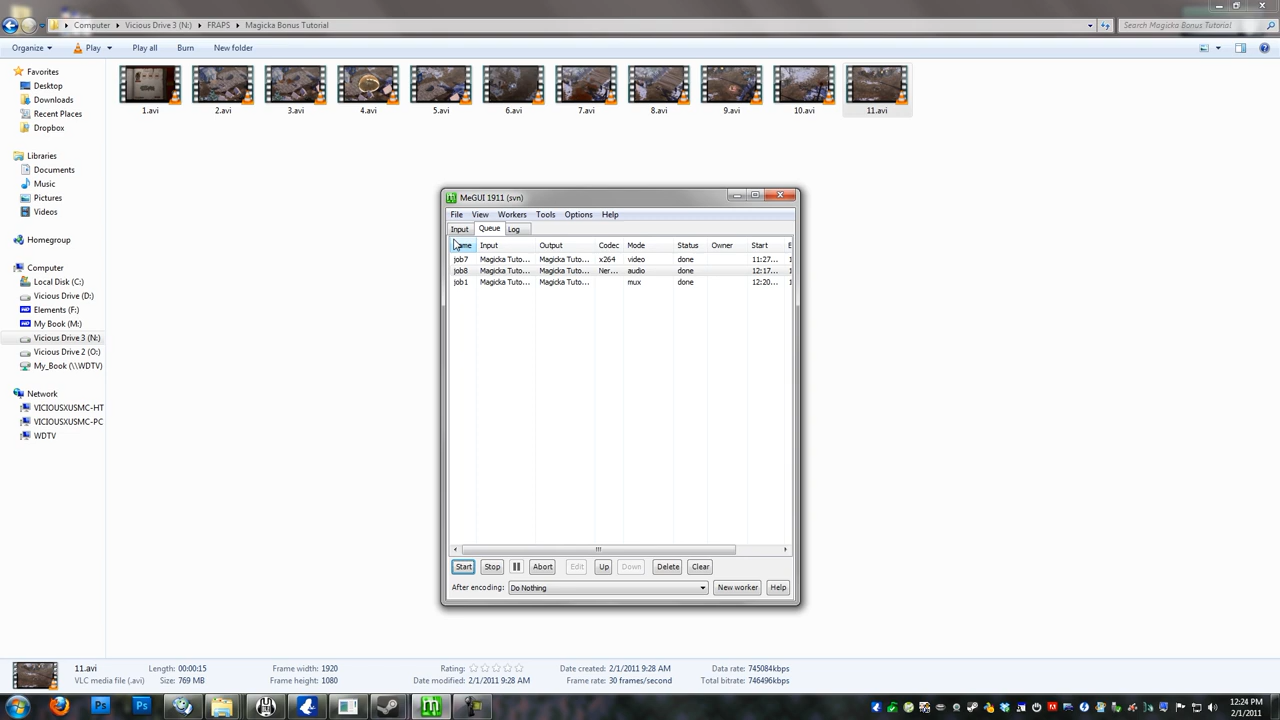 Computer Vicious Drive 3 (N:) FRAPS Magicka Bonus Tutorial Search Magicka Bonus Tutorial
Organize Play Play all Burn New folder
Favorites
Desktop
Downloads
Recent Places
Dropbox
Libraries
Documents
Music
Pictures
Videos
Homegroup
Computer
Local Disk (C:)
Vicious Drive (D:)
Elements (F:)
My Book (M:)
Vicious Drive 3 (N:)
Vicious Drive 2 (O:)
My_Book (\\WDTV)
Network
VICIOUSXUSMC-HT
VICIOUSXUSMC-PC
WDTV
1.avi 2.avi 3.avi 4.avi 5.avi 6.avi 7.avi 8.avi 9.avi 10.avi 11.avi
MeGUI 1911 (svn)
File View Workers Tools Options Help
Input Queue Log
Input Output Codec Mode Status Owner Start
job7 Magicka Tuto... Magicka Tuto... x264 video done 11:27...
job8 Magicka Tuto... Magicka Tuto... Ner... audio done 12:17...
job1 Magicka Tuto... Magicka Tuto... mux done 12:20...
Start Stop Abort Edit Up Down Delete Clear
After encoding: Do Nothing New worker Help
11.avi Length: 00:00:15 Frame width: 1920 Rating: Date created: 2/1/2011 9:28 AM Data rate: 745084kbps
VLC media file (.avi) Size: 769 MB Frame height: 1080 Date modified: 2/1/2011 9:28 AM Frame rate: 30 frames/second Total bitrate: 746496kbps
12:24 PM
2/1/2011